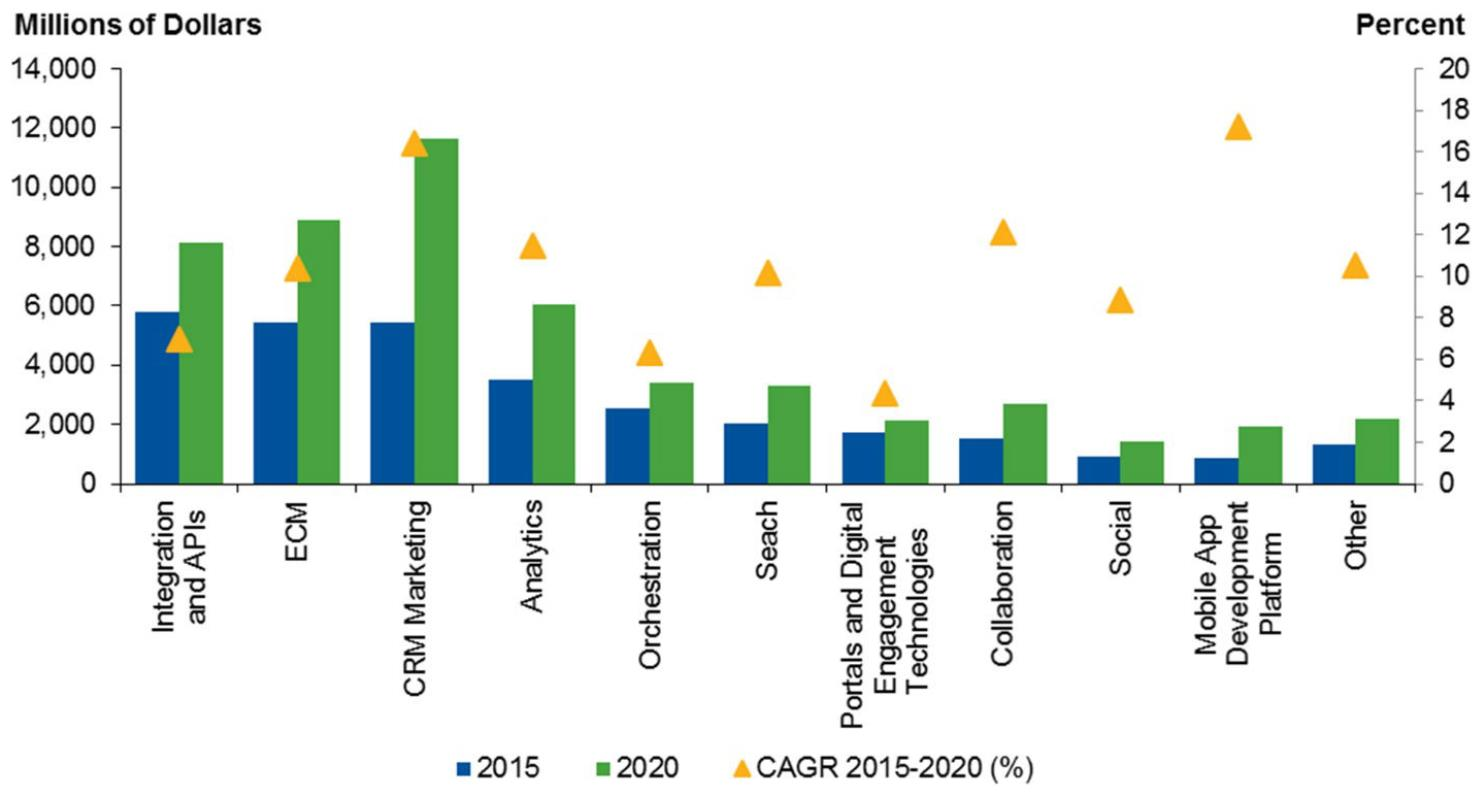 Millions of Dollars
Percent
14,000
12,000
10,000
8,000
6,000
4,000
2,000
0
20
18
16
14
12
10
8
6
4
2
0
Integration
and APIs
ECM
CRM Marketing
Analytics
Orchestration
Seach
Portals and Digital
Engagement
Technologies
Collaboration
Social
Mobile App
Development
Platform
Other
2015
2020
CAGR 2015-2020 (%)